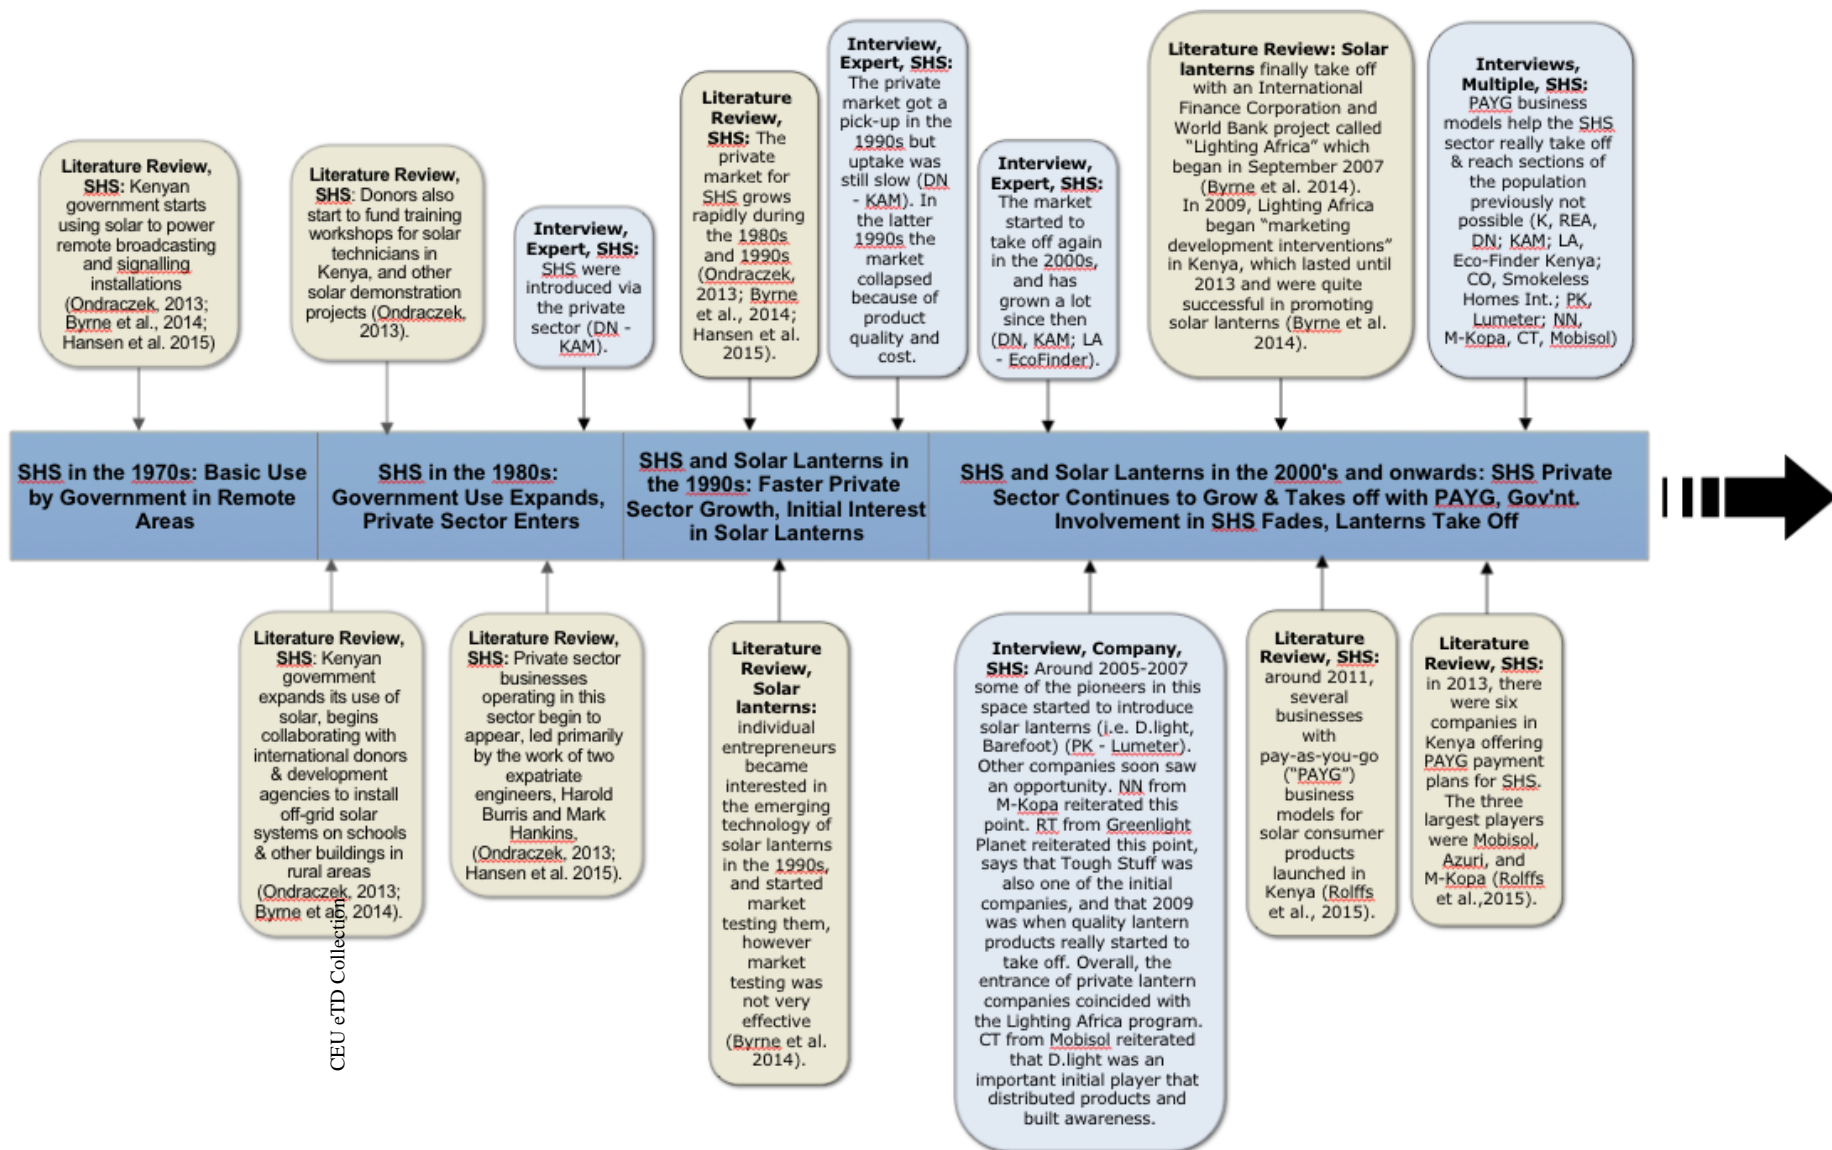 Literature Review,
SHS: Kenyan
government starts
using solar to power
remote broadcasting
and signalling
installations
(Ondraczek, 2013;
Byrne et al., 2014;
Hansen et al. 2015)
Literature Review,
SHS: Donors also
start to fund training
workshops for solar
technicians in
Kenya, and other
solar demonstration
projects (Ondraczek,
2013).
Interview,
Expert, SHS:
SHS were
introduced via
the private
sector (DN -
KAM).
Literature
Review,
SHS: The
private
market for
SHS grows
rapidly during
the 1980s
and 1990s
(Ondraczek,
2013; Byrne
et al., 2014;
Hansen et al.
2015).
Interview,
Expert, SHS:
The private
market got a
pick-up in the
1990s but
uptake was
still slow (DN
- KAM). In
the latter
1990s the
market
collapsed
because of
product
quality and
cost.
Interview,
Expert, SHS:
The market
started to
take off again
in the 2000s,
and has
grown a lot
since then
(DN, KAM; LA
- EcoFinder).
Literature Review: Solar
lanterns finally take off
with an International
Finance Corporation and
World Bank project called
"Lighting Africa" which
began in September 2007
(Byrne et al. 2014).
In 2009, Lighting Africa
began "marketing
development interventions"
in Kenya, which lasted until
2013 and were quite
successful in promoting
solar lanterns (Byrne et al.
2014).
Interviews,
Multiple, SHS:
PAYG business
models help the SHS
sector really take off
& reach sections of
the population
previously not
possible (K, REA,
DN; KAM; LA,
Eco-Finder Kenya;
CO, Smokeless
Homes Int.; PK,
Lumeter; NN,
M-Kopa, CT, Mobisol)
SHS in the 1970s: Basic Use
by Government in Remote
Areas
SHS in the 1980s:
Government Use Expands,
Private Sector Enters
SHS and Solar Lanterns in
the 1990s: Faster Private
Sector Growth, Initial Interest
in Solar Lanterns
SHS and Solar Lanterns in the 2000's and onwards: SHS Private
Sector Continues to Grow & Takes off with PAYG, Gov'nt.
Involvement in SHS Fades, Lanterns Take Off
Literature Review,
SHS: Kenyan
government
expands its use of
solar, begins
collaborating with
international donors
& development
agencies to install
off-grid solar
systems on schools
& other buildings in
rural areas
(Ondraczek, 2013;
Byrne et al., 2014).
Literature Review,
SHS: Private sector
businesses
operating in this
sector begin to
appear, led primarily
by the work of two
expatriate
engineers, Harold
Burris and Mark
Hankins,
(Ondraczek, 2013;
Hansen et al. 2015).
Literature
Review,
Solar
lanterns:
individual
entrepreneurs
became
interested in
the emerging
technology of
solar lanterns
in the 1990s,
and started
market
testing them,
however
market
testing was
not very
effective
(Byrne et al.
2014).
Interview, Company,
SHS: Around 2005-2007
some of the pioneers in this
space started to introduce
solar lanterns (i.e. D.light,
Barefoot) (PK - Lumeter).
Other companies soon saw
an opportunity. NN from
M-Kopa reiterated this
point. RT from Greenlight
Planet reiterated this point,
says that Tough Stuff was
also one of the initial
companies, and that 2009
was when quality lantern
products really started to
take off. Overall, the
entrance of private lantern
companies coincided with
the Lighting Africa program.
CT from Mobisol reiterated
that D.light was an
important initial player that
distributed products and
built awareness.
Literature
Review, SHS:
around 2011,
several
businesses
with
pay-as-you-go
("PAYG")
business
models for
solar consumer
products
launched in
Kenya (Rolffs
et al., 2015).
Literature
Review, SHS:
in 2013, there
were six
companies in
Kenya offering
PAYG payment
plans for SHS.
The three
largest players
were Mobisol,
Azuri, and
M-Kopa (Rolffs
et al.,2015).
CEU eTD Collection